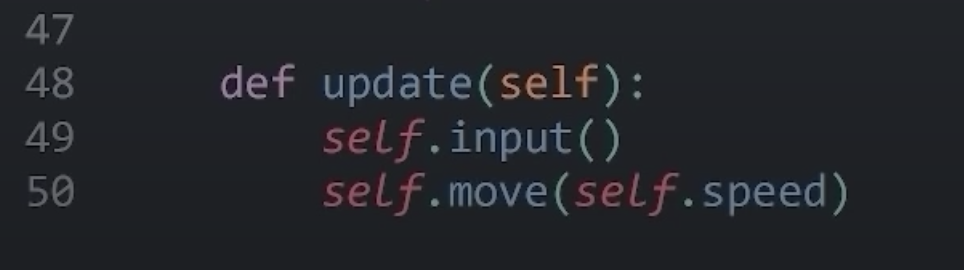 47
48 def update(self):
49 self.input()
50 self.move(self.speed)